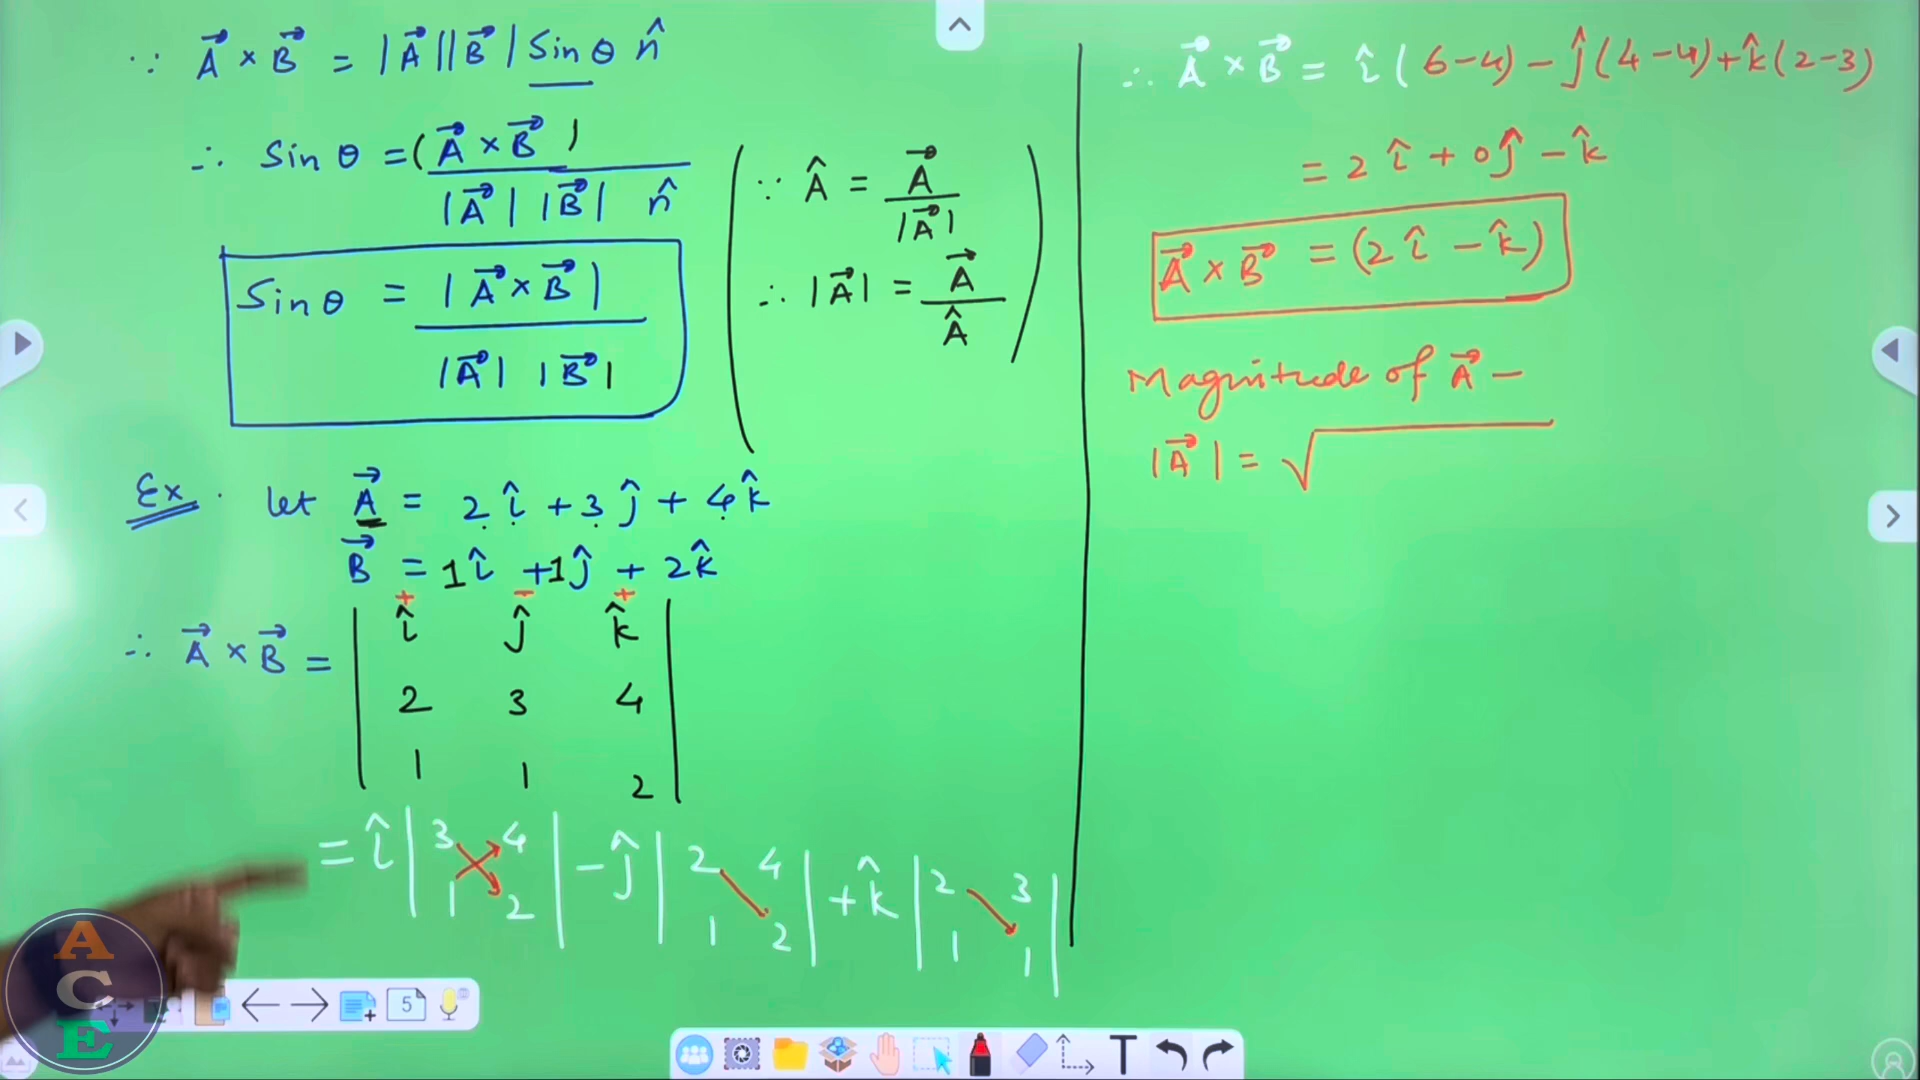 ∵ A⃗ × B⃗ = |A⃗||B⃗| Sin θ n̂
∴ Sin θ = (A⃗ × B⃗) / |A⃗| |B⃗| n̂
Sin θ = |A⃗ × B⃗| / |A⃗| |B⃗|
(∵ Â = A⃗ / |A⃗|
∴ |A⃗| = A⃗ / Â)
Ex. let A⃗ = 2î + 3ĵ + 4k̂
B⃗ = 1î + 1ĵ + 2k̂
+ − +
∴ A⃗ × B⃗ = | î ĵ k̂ |
| 2 3 4 |
| 1 1 2 |
= î | 3 4 | − ĵ | 2 4 | + k̂ | 2 3 |
| 1 2 | | 1 2 | | 1 1 |
∴ A⃗ × B⃗ = î (6−4) − ĵ (4−4) + k̂ (2−3)
= 2î + 0ĵ − k̂
A⃗ × B⃗ = (2î − k̂)
Magnitude of A⃗ −
|A⃗| = √
A
C
E
5
T